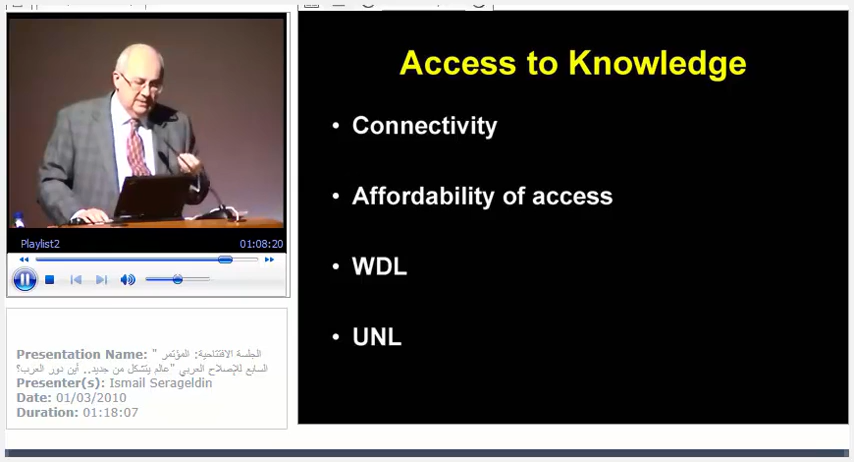 Access to Knowledge
• Connectivity
• Affordability of access
• WDL
• UNL
Playlist2 01:08:20
Presentation Name: " الجلسة الافتتاحية: المؤتمر
السابع للإصلاح العربي "عالم يتشكل من جديد.. أين دور العرب؟
Presenter(s): Ismail Serageldin
Date: 01/03/2010
Duration: 01:18:07